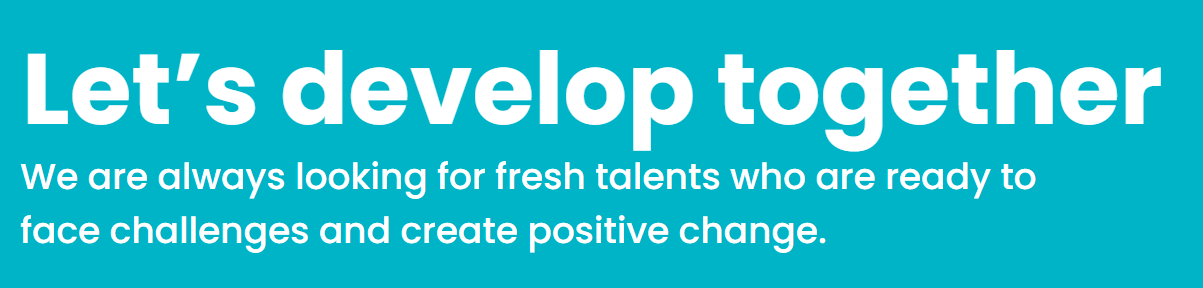 Let’s develop together
We are always looking for fresh talents who are ready to
face challenges and create positive change.